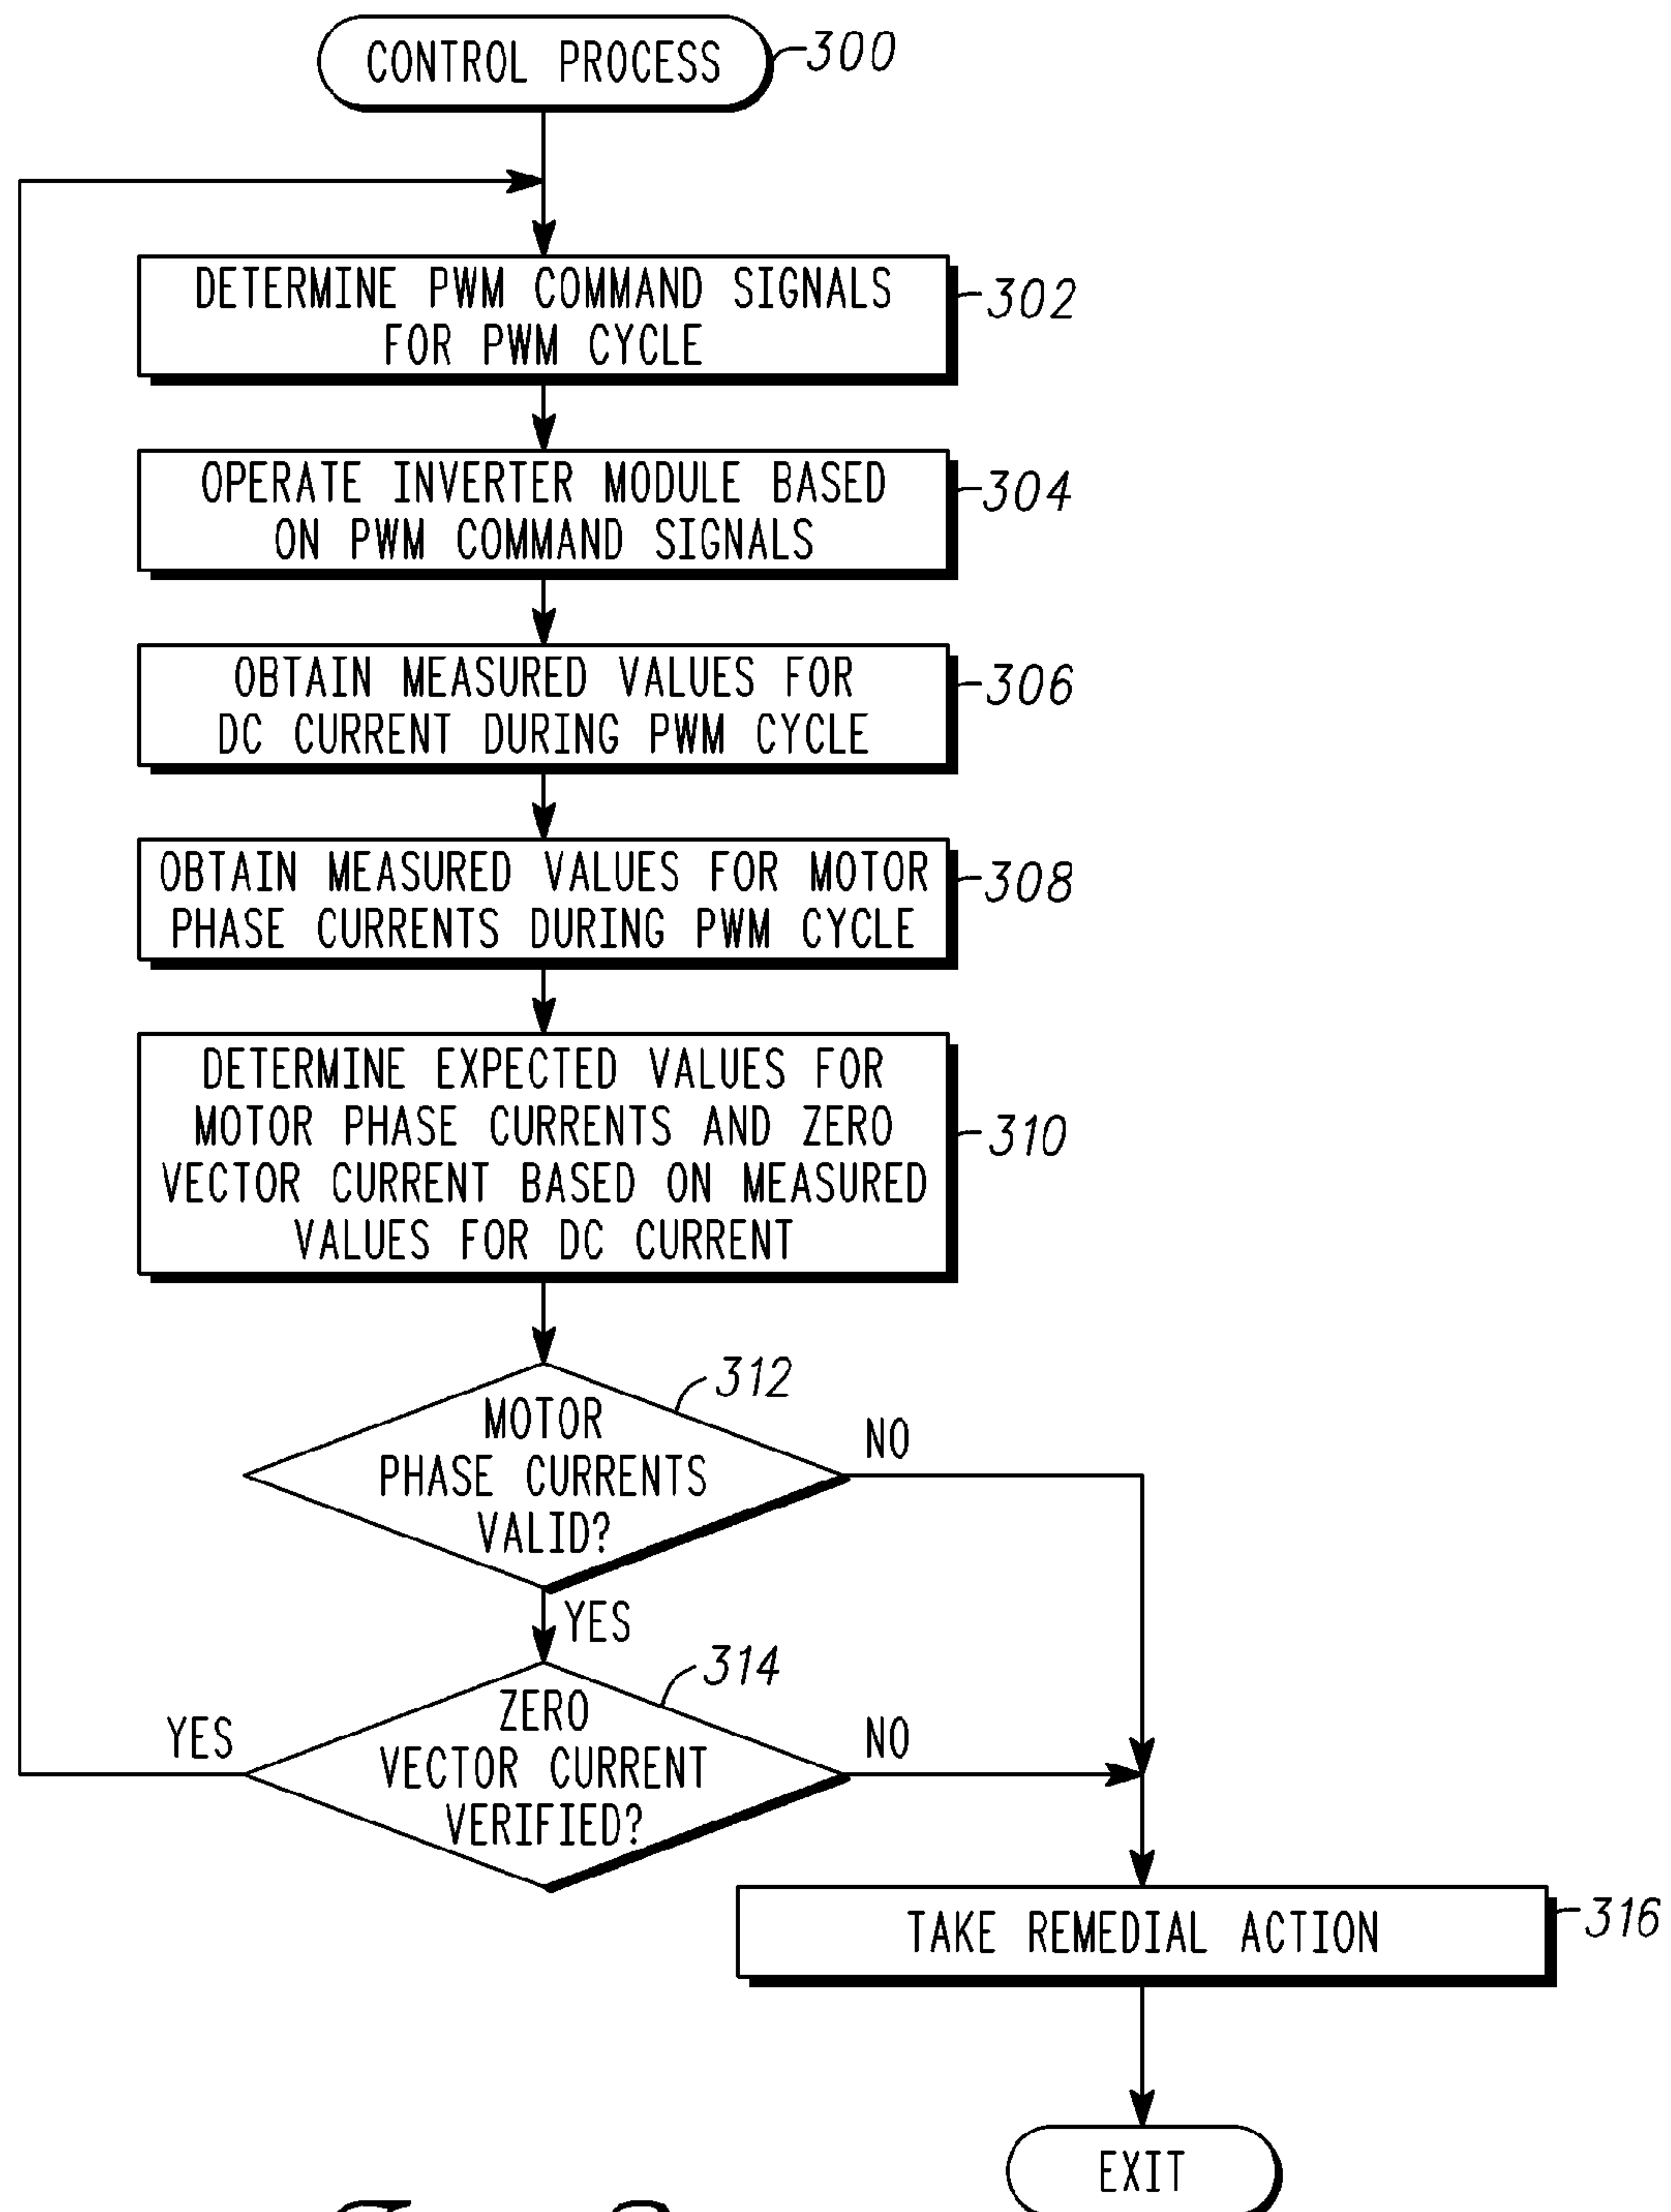 CONTROL PROCESS
300
DETERMINE PWM COMMAND SIGNALS
FOR PWM CYCLE
302
OPERATE INVERTER MODULE BASED
ON PWM COMMAND SIGNALS
304
OBTAIN MEASURED VALUES FOR
DC CURRENT DURING PWM CYCLE
306
OBTAIN MEASURED VALUES FOR MOTOR
PHASE CURRENTS DURING PWM CYCLE
308
DETERMINE EXPECTED VALUES FOR
MOTOR PHASE CURRENTS AND ZERO
VECTOR CURRENT BASED ON MEASURED
VALUES FOR DC CURRENT
310
312
MOTOR
PHASE CURRENTS
VALID?
NO
YES
314
ZERO
VECTOR CURRENT
VERIFIED?
YES
NO
TAKE REMEDIAL ACTION
316
EXIT